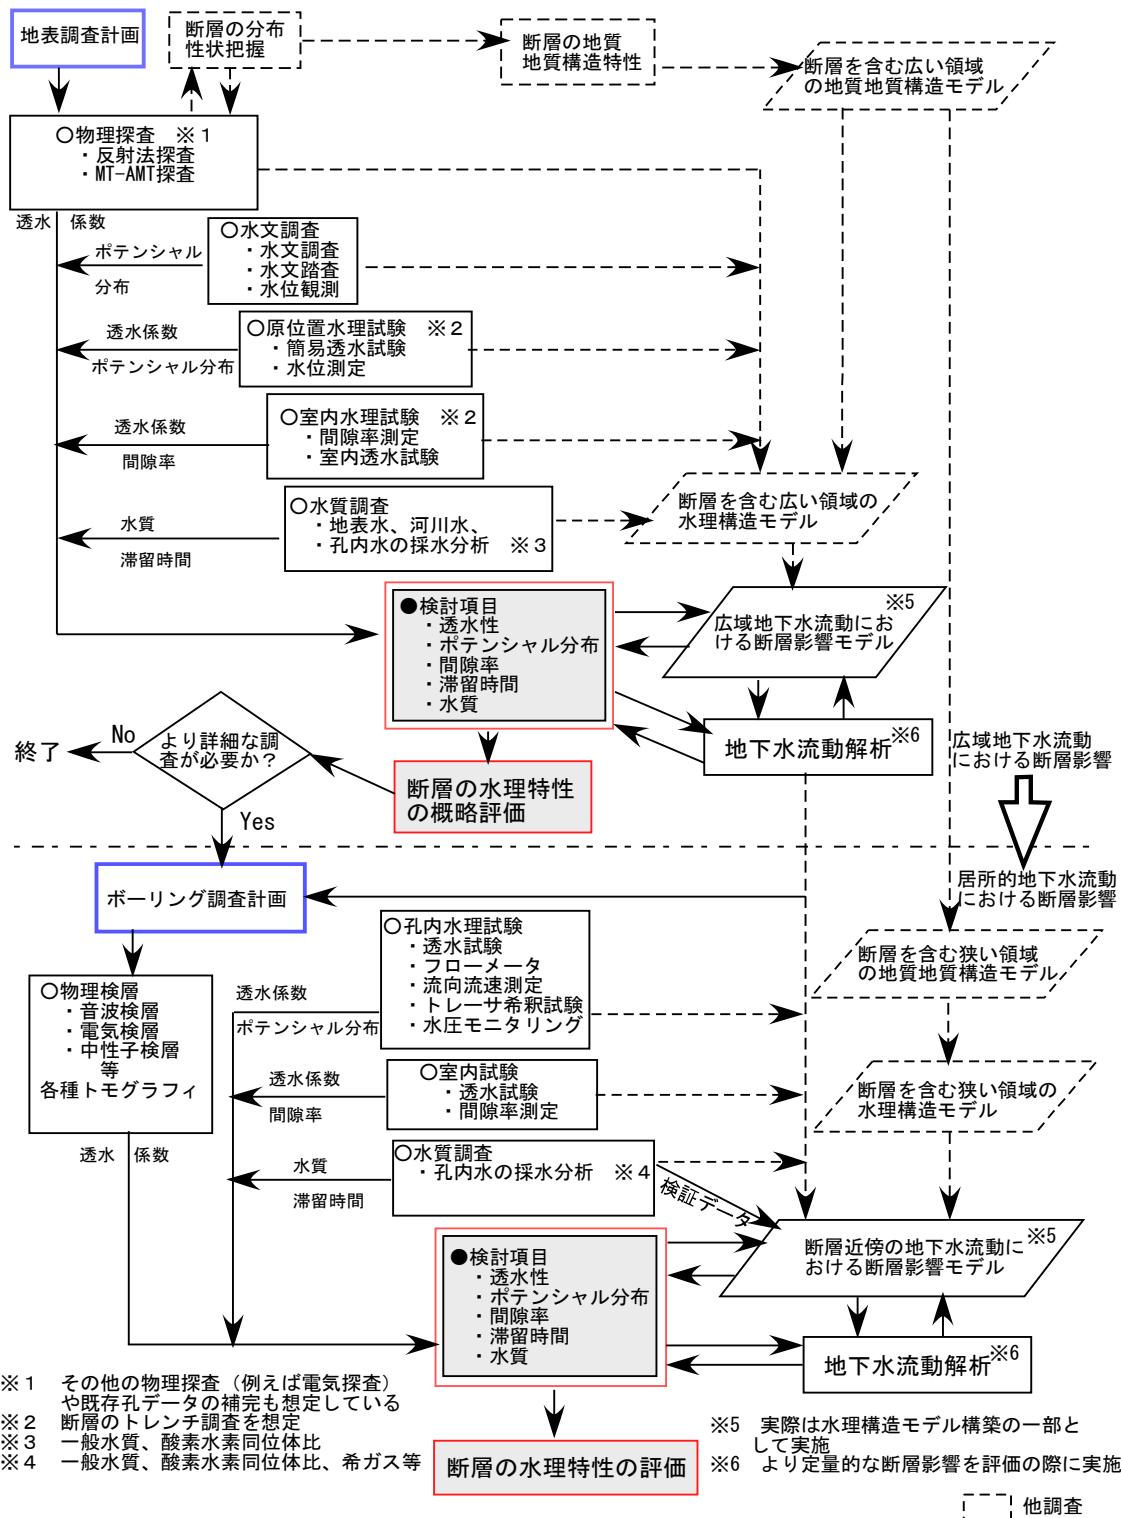 地表調査計画
断層の分布
性状把握
断層の地質
地質構造特性
断層を含む広い領域
の地質地質構造モデル
○物理探査　※１
・反射法探査
・MT-AMT探査
透水　係数
○水文調査
・水文調査
・水文踏査
・水位観測
ポテンシャル
分布
○原位置水理試験　※２
・簡易透水試験
・水位測定
透水係数
ポテンシャル分布
○室内水理試験　※２
・間隙率測定
・室内透水試験
透水係数
間隙率
○水質調査
・地表水、河川水、
・孔内水の採水分析　※３
水質
滞留時間
断層を含む広い領域の
水理構造モデル
●検討項目
・透水性
・ポテンシャル分布
・間隙率
・滞留時間
・水質
※5
広域地下水流動にお
ける断層影響モデル
地下水流動解析※6
断層の水理特性
の概略評価
より詳細な調
査が必要か？
No
終了
Yes
広域地下水流動
における断層影響
居所的地下水流動
における断層影響
ボーリング調査計画
○孔内水理試験
・透水試験
・フローメータ
・流向流速測定
・トレーサ希釈試験
・水圧モニタリング
透水係数
ポテンシャル分布
断層を含む狭い領域
の地質地質構造モデル
○物理検層
・音波検層
・電気検層
・中性子検層
等
各種トモグラフィ
透水　係数
○室内試験
・透水試験
・間隙率測定
透水係数
間隙率
断層を含む狭い領域の
水理構造モデル
○水質調査
・孔内水の採水分析　※４
水質
滞留時間
検証データ
断層近傍の地下水流動に※5
おける断層影響モデル
●検討項目
・透水性
・ポテンシャル分布
・間隙率
・滞留時間
・水質
地下水流動解析※6
断層の水理特性の評価
※１　その他の物理探査（例えば電気探査）
や既存孔データの補完も想定している
※２　断層のトレンチ調査を想定
※３　一般水質、酸素水素同位体比
※４　一般水質、酸素水素同位体比、希ガス等
※5　実際は水理構造モデル構築の一部と
して実施
※6　より定量的な断層影響を評価の際に実施
他調査